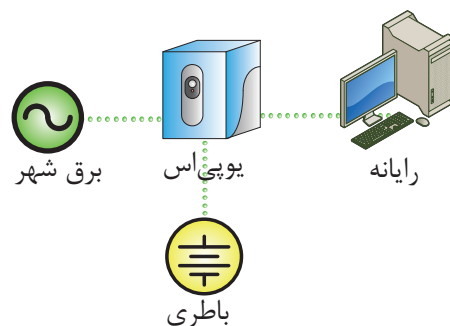 رایانه
یوپی‌اس
برق شهر
باطری